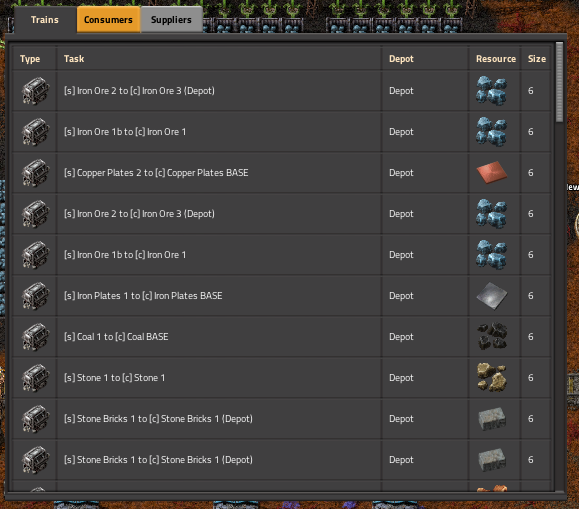 Trains Consumers Suppliers
Type Task Depot Resource Size
[s] Iron Ore 2 to [c] Iron Ore 3 (Depot) Depot 6
[s] Iron Ore 1b to [c] Iron Ore 1 Depot 6
[s] Copper Plates 2 to [c] Copper Plates BASE Depot 6
[s] Iron Ore 2 to [c] Iron Ore 3 (Depot) Depot 6
[s] Iron Ore 1b to [c] Iron Ore 1 Depot 6
[s] Iron Plates 1 to [c] Iron Plates BASE Depot 6
[s] Coal 1 to [c] Coal BASE Depot 6
[s] Stone 1 to [c] Stone 1 Depot 6
[s] Stone Bricks 1 to [c] Stone Bricks 1 (Depot) Depot 6
[s] Stone Bricks 1 to [c] Stone Bricks 1 (Depot) Depot 6